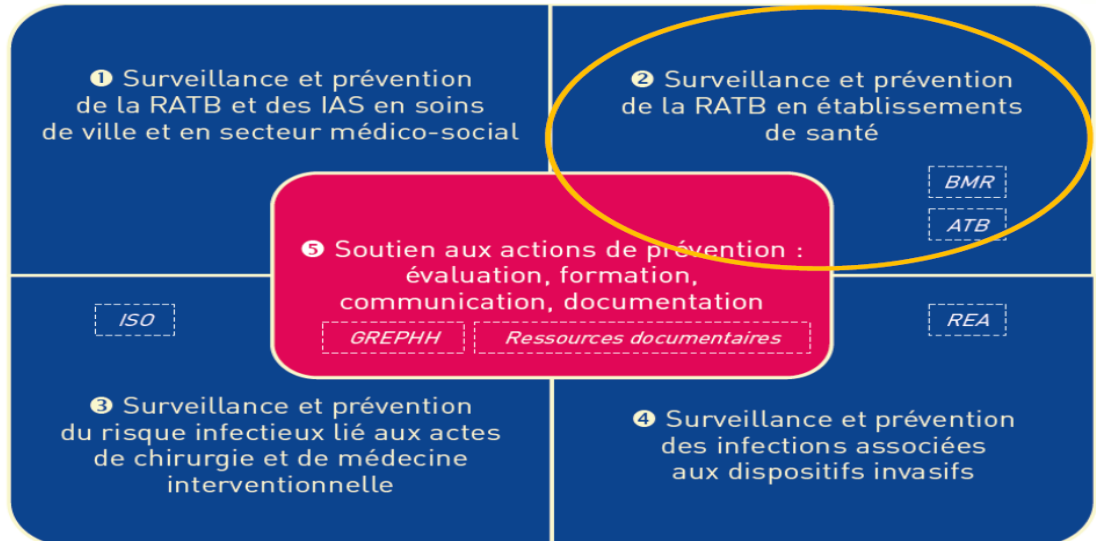 ❶ Surveillance et prévention
de la RATB et des IAS en soins
de ville et en secteur médico-social
❷ Surveillance et prévention
de la RATB en établissements
de santé
BMR
ATB
❺ Soutien aux actions de prévention :
évaluation, formation,
communication, documentation
GREPHH
Ressources documentaires
ISO
REA
❸ Surveillance et prévention
du risque infectieux lié aux actes
de chirurgie et de médecine
interventionnelle
❹ Surveillance et prévention
des infections associées
aux dispositifs invasifs